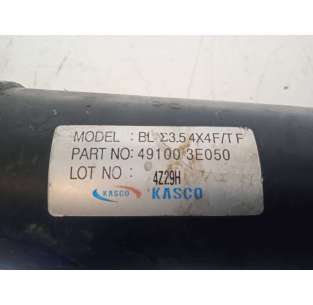 MODEL : BL Σ3.5 4X4F/T F
PART NO: 49100 3E050
LOT NO : 4Z29H
KASCO KASCO